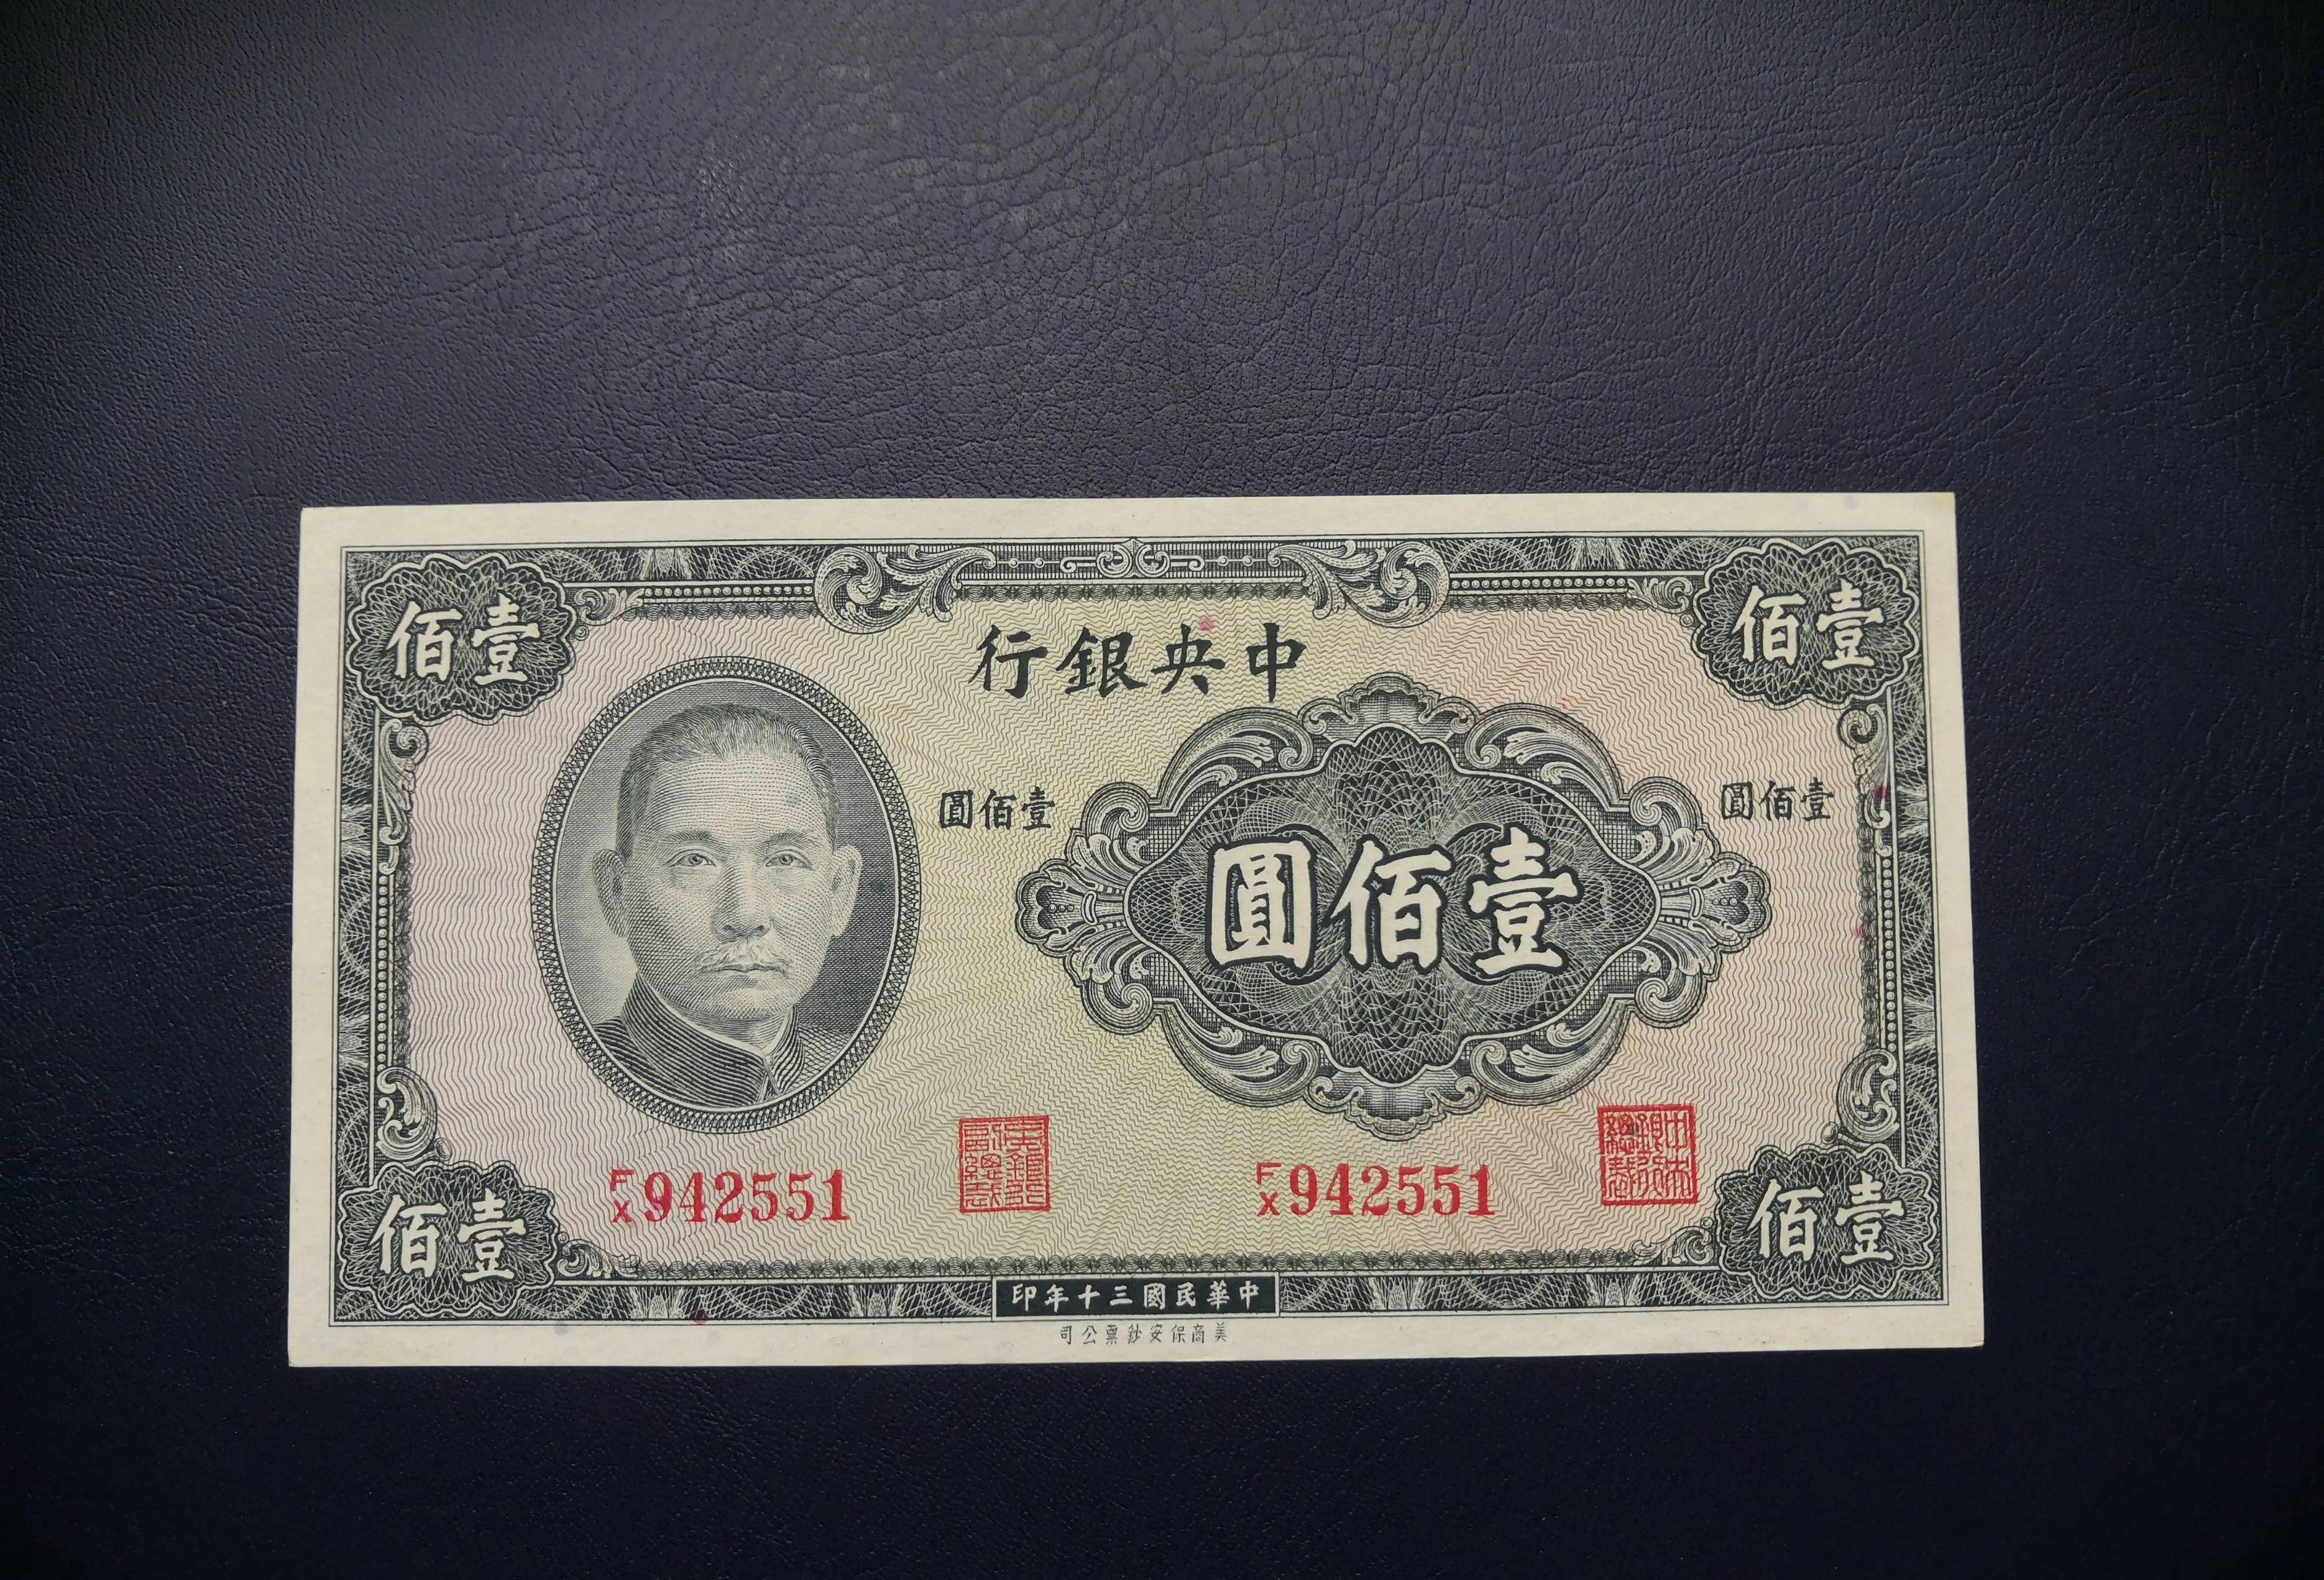 壹佰
壹佰
中央銀行
壹佰圓
壹佰圓
壹佰圓
F/X 942551
F/X 942551
壹佰
壹佰
中華民國三十年印
美商保安鈔票公司